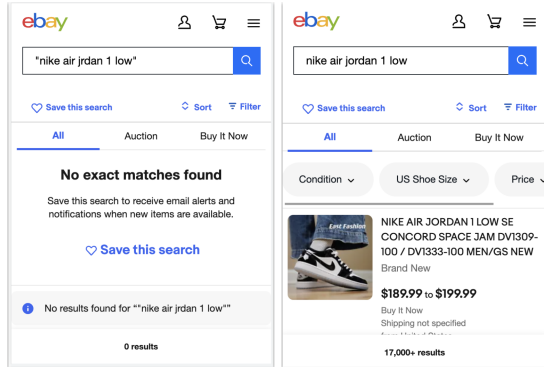 ebay
"nike air jrdan 1 low"
Save this search
Sort
Filter
All
Auction
Buy It Now
No exact matches found
Save this search to receive email alerts and
notifications when new items are available.
Save this search
No results found for ""nike air jrdan 1 low""
0 results
ebay
nike air jordan 1 low
Save this search
Sort
Filter
All
Auction
Buy It Now
Condition
US Shoe Size
Price
East Fashion
NIKE AIR JORDAN 1 LOW SE
CONCORD SPACE JAM DV1309-
100 / DV1333-100 MEN/GS NEW
Brand New
$189.99 to $199.99
Buy It Now
Shipping not specified
from United States
17,000+ results